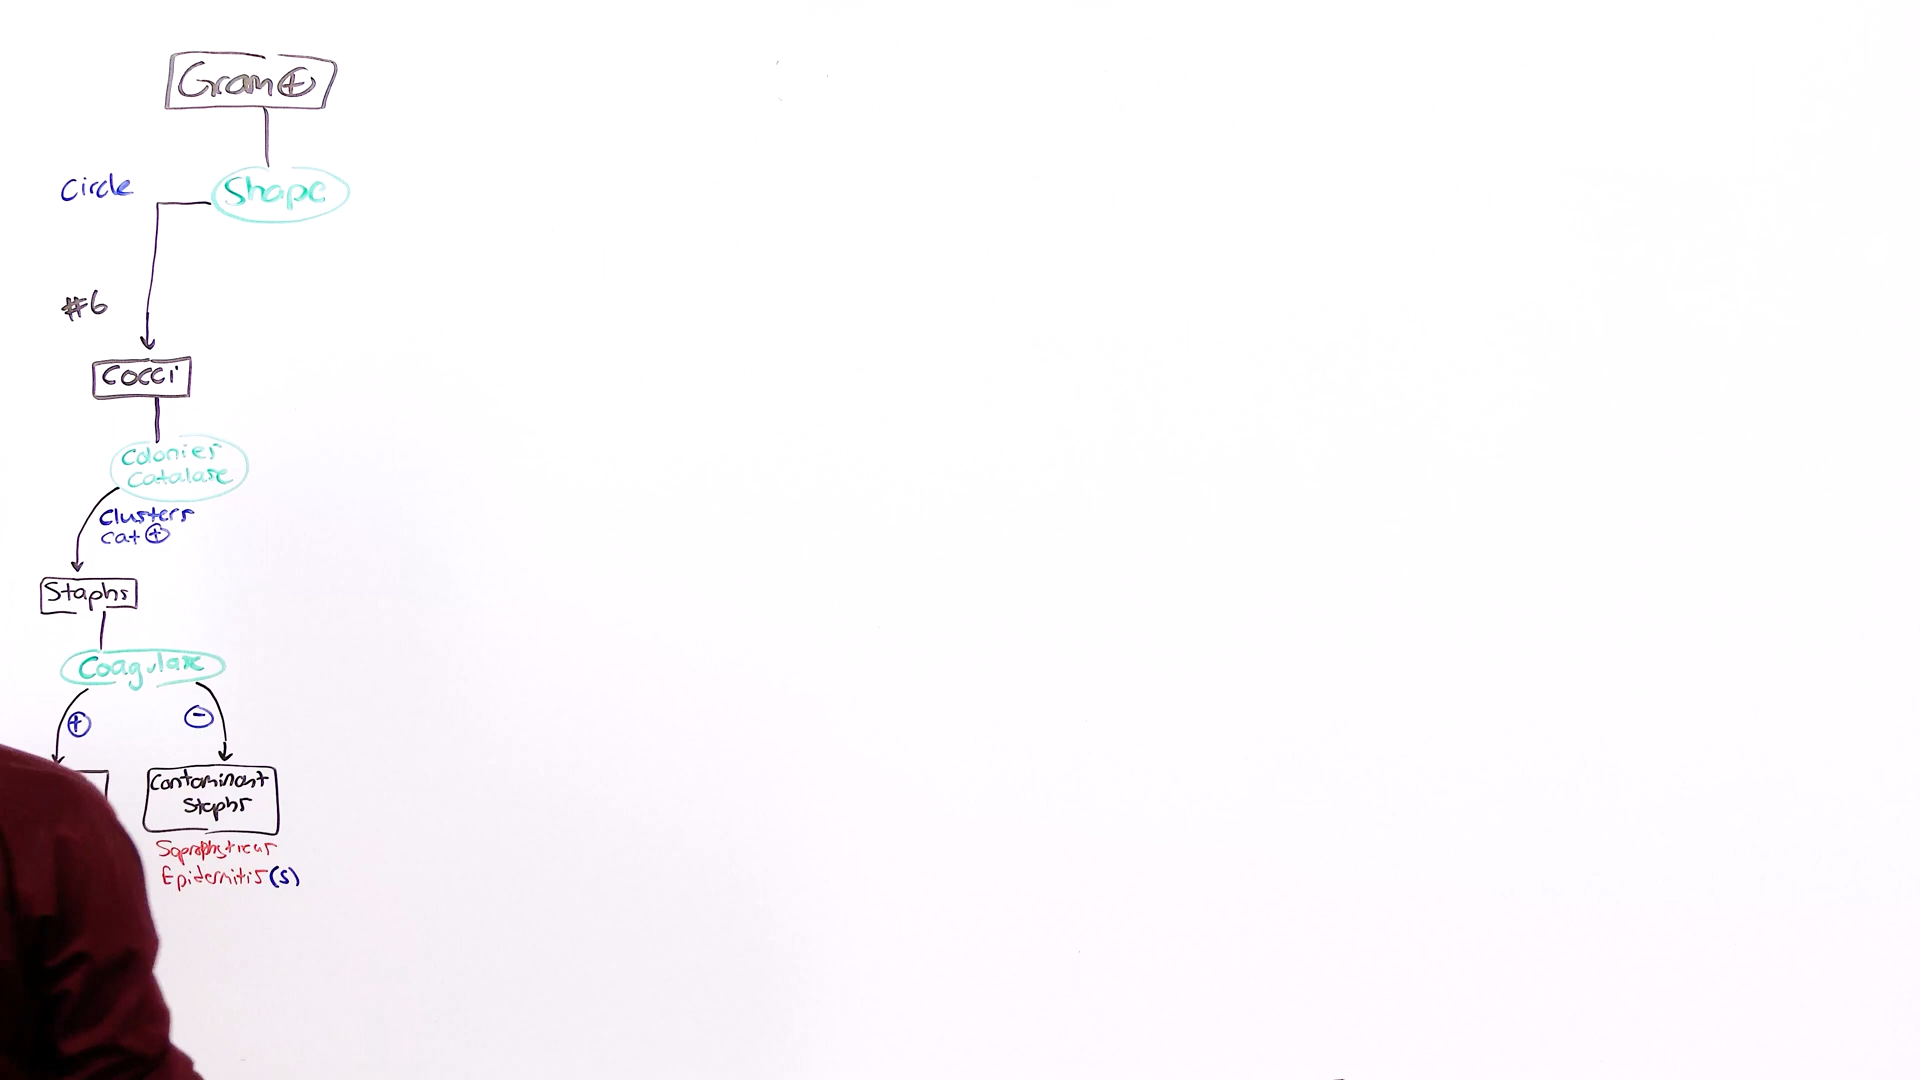 Gram ⊕
Circle
Shape
#6
Cocci
Colonies
Catalase
Clusters
Cat ⊕
Staphs
Coagulase
⊕
⊖
Contaminant
Staphs
Saprophyticus
Epidermitis (S)